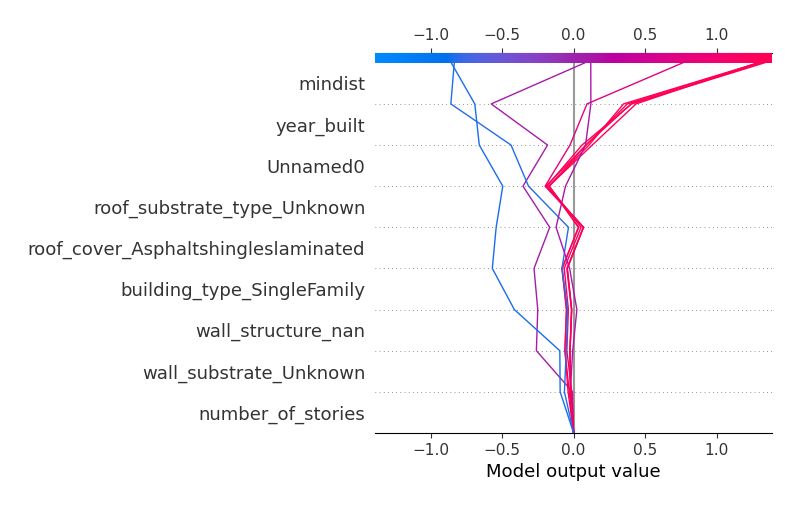 −1.0 −0.5 0.0 0.5 1.0
mindist
year_built
Unnamed0
roof_substrate_type_Unknown
roof_cover_Asphaltshingleslaminated
building_type_SingleFamily
wall_structure_nan
wall_substrate_Unknown
number_of_stories
−1.0 −0.5 0.0 0.5 1.0
Model output value